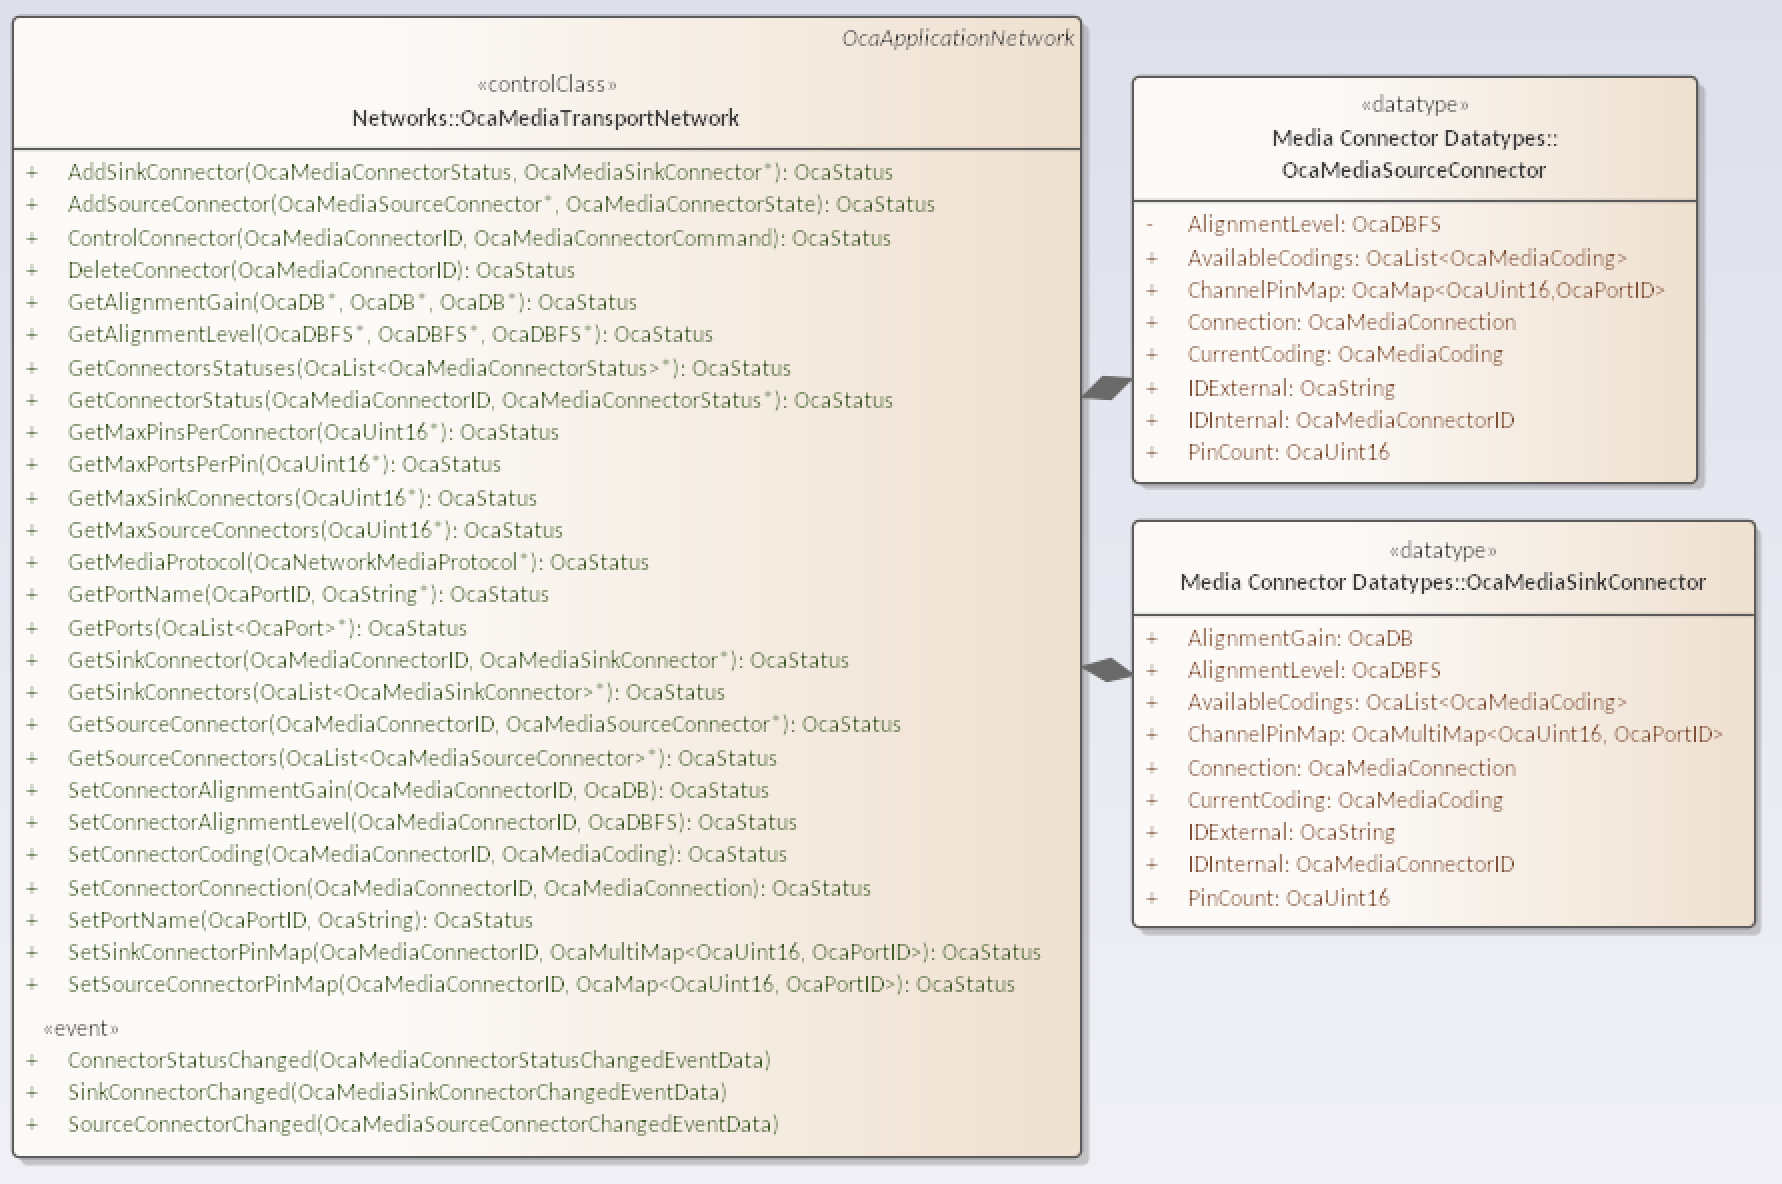 OcaApplicationNetwork
«controlClass»
Networks::OcaMediaTransportNetwork
+ AddSinkConnector(OcaMediaConnectorStatus, OcaMediaSinkConnector*): OcaStatus
+ AddSourceConnector(OcaMediaSourceConnector*, OcaMediaConnectorState): OcaStatus
+ ControlConnector(OcaMediaConnectorID, OcaMediaConnectorCommand): OcaStatus
+ DeleteConnector(OcaMediaConnectorID): OcaStatus
+ GetAlignmentGain(OcaDB*, OcaDB*, OcaDB*): OcaStatus
+ GetAlignmentLevel(OcaDBFS*, OcaDBFS*, OcaDBFS*): OcaStatus
+ GetConnectorsStatuses(OcaList<OcaMediaConnectorStatus>*): OcaStatus
+ GetConnectorStatus(OcaMediaConnectorID, OcaMediaConnectorStatus*): OcaStatus
+ GetMaxPinsPerConnector(OcaUint16*): OcaStatus
+ GetMaxPortsPerPin(OcaUint16*): OcaStatus
+ GetMaxSinkConnectors(OcaUint16*): OcaStatus
+ GetMaxSourceConnectors(OcaUint16*): OcaStatus
+ GetMediaProtocol(OcaNetworkMediaProtocol*): OcaStatus
+ GetPortName(OcaPortID, OcaString*): OcaStatus
+ GetPorts(OcaList<OcaPort>*): OcaStatus
+ GetSinkConnector(OcaMediaConnectorID, OcaMediaSinkConnector*): OcaStatus
+ GetSinkConnectors(OcaList<OcaMediaSinkConnector>*): OcaStatus
+ GetSourceConnector(OcaMediaConnectorID, OcaMediaSourceConnector*): OcaStatus
+ GetSourceConnectors(OcaList<OcaMediaSourceConnector>*): OcaStatus
+ SetConnectorAlignmentGain(OcaMediaConnectorID, OcaDB): OcaStatus
+ SetConnectorAlignmentLevel(OcaMediaConnectorID, OcaDBFS): OcaStatus
+ SetConnectorCoding(OcaMediaConnectorID, OcaMediaCoding): OcaStatus
+ SetConnectorConnection(OcaMediaConnectorID, OcaMediaConnection): OcaStatus
+ SetPortName(OcaPortID, OcaString): OcaStatus
+ SetSinkConnectorPinMap(OcaMediaConnectorID, OcaMultiMap<OcaUint16, OcaPortID>): OcaStatus
+ SetSourceConnectorPinMap(OcaMediaConnectorID, OcaMap<OcaUint16, OcaPortID>): OcaStatus
«event»
+ ConnectorStatusChanged(OcaMediaConnectorStatusChangedEventData)
+ SinkConnectorChanged(OcaMediaSinkConnectorChangedEventData)
+ SourceConnectorChanged(OcaMediaSourceConnectorChangedEventData)
«datatype»
Media Connector Datatypes::
OcaMediaSourceConnector
- AlignmentLevel: OcaDBFS
+ AvailableCodings: OcaList<OcaMediaCoding>
+ ChannelPinMap: OcaMap<OcaUint16,OcaPortID>
+ Connection: OcaMediaConnection
+ CurrentCoding: OcaMediaCoding
+ IDExternal: OcaString
+ IDInternal: OcaMediaConnectorID
+ PinCount: OcaUint16
«datatype»
Media Connector Datatypes::OcaMediaSinkConnector
+ AlignmentGain: OcaDB
+ AlignmentLevel: OcaDBFS
+ AvailableCodings: OcaList<OcaMediaCoding>
+ ChannelPinMap: OcaMultiMap<OcaUint16, OcaPortID>
+ Connection: OcaMediaConnection
+ CurrentCoding: OcaMediaCoding
+ IDExternal: OcaString
+ IDInternal: OcaMediaConnectorID
+ PinCount: OcaUint16